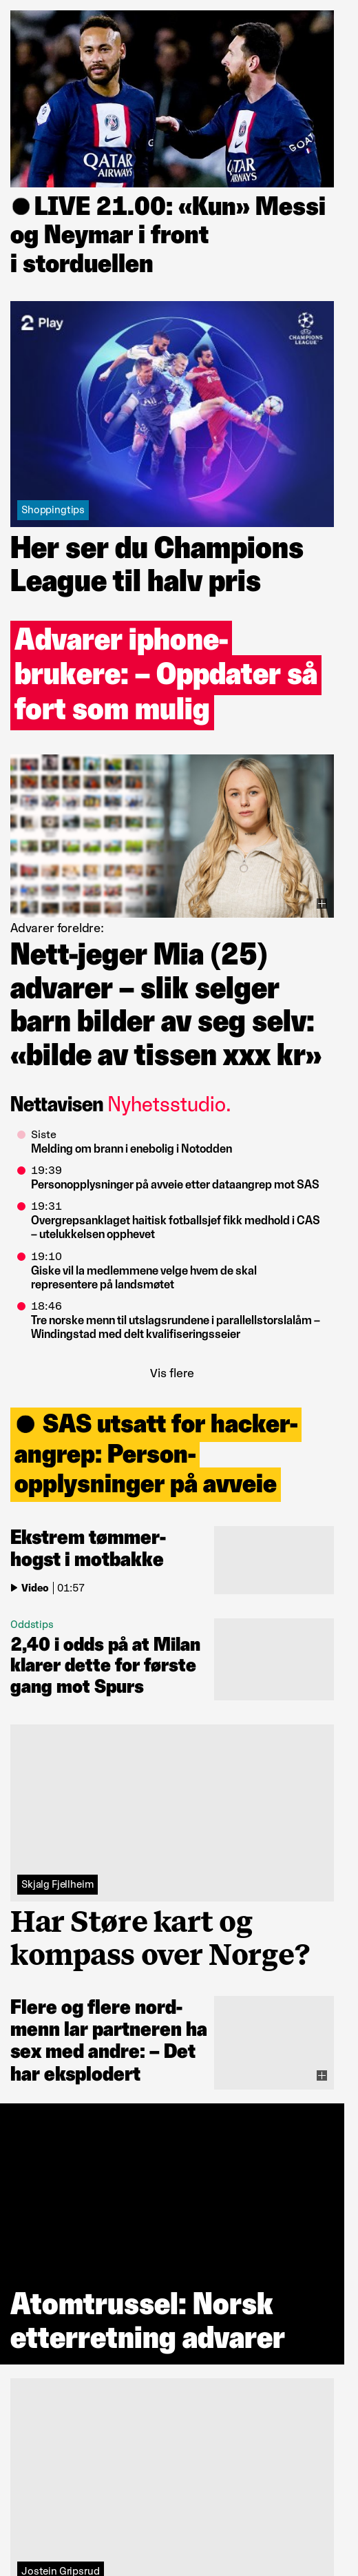 QATAR
AIRWAYS
QATAR
AIRWAYS
GOAT
LIVE 21.00: «Kun» Messi
og Neymar i front
i storduellen
2 Play
CHAMPIONS
LEAGUE
Shoppingtips
Her ser du Champions
League til halv pris
Advarer iphone-
brukere: – Oppdater så
fort som mulig
Advarer foreldre:
Nett-jeger Mia (25)
advarer – slik selger
barn bilder av seg selv:
«bilde av tissen xxx kr»
Nettavisen Nyhetsstudio.
Siste
Melding om brann i enebolig i Notodden
19:39
Personopplysninger på avveie etter dataangrep mot SAS
19:31
Overgrepsanklaget haitisk fotballsjef fikk medhold i CAS
– utelukkelsen opphevet
19:10
Giske vil la medlemmene velge hvem de skal
representere på landsmøtet
18:46
Tre norske menn til utslagsrundene i parallellstorslalåm –
Windingstad med delt kvalifiseringsseier
Vis flere
SAS utsatt for hacker-
angrep: Person-
opplysninger på avveie
Ekstrem tømmer-
hogst i motbakke
Video | 01:57
Oddstips
2,40 i odds på at Milan
klarer dette for første
gang mot Spurs
Skjalg Fjellheim
Har Støre kart og
kompass over Norge?
Flere og flere nord-
menn lar partneren ha
sex med andre: – Det
har eksplodert
Atomtrussel: Norsk
etterretning advarer
Jostein Gripsrud